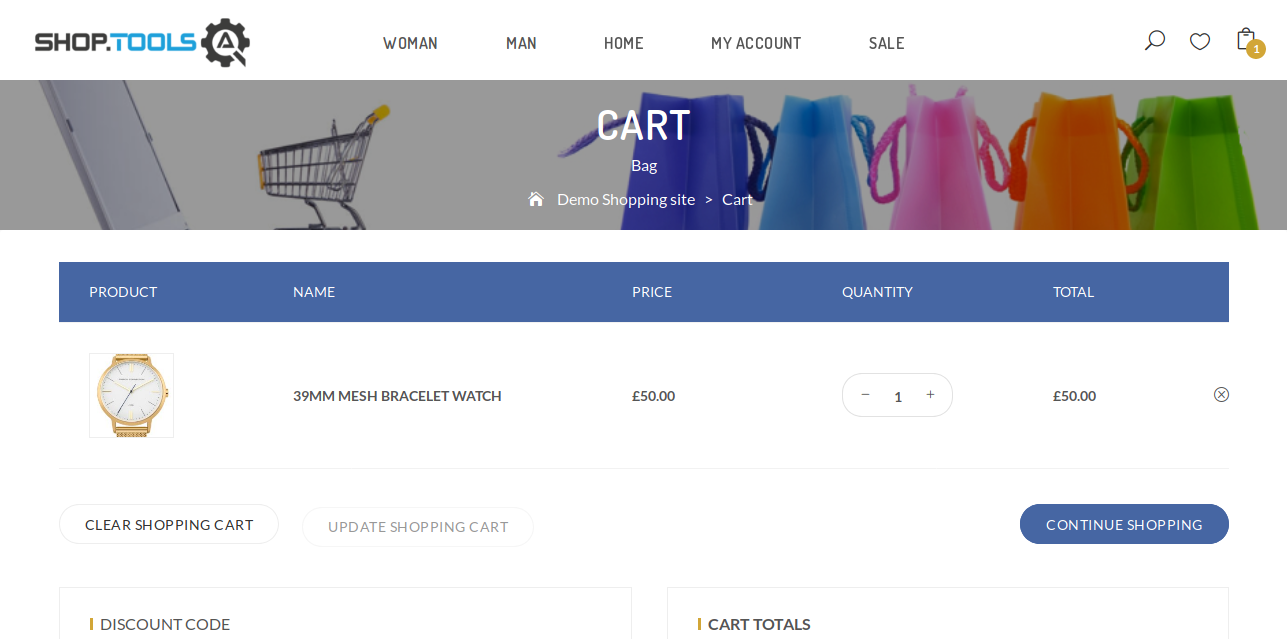 SHOP.TOOLS
WOMAN MAN HOME MY ACCOUNT SALE
1
CART
Bag
Demo Shopping site > Cart
PRODUCT NAME PRICE QUANTITY TOTAL
39MM MESH BRACELET WATCH £50.00 − 1 + £50.00
CLEAR SHOPPING CART UPDATE SHOPPING CART CONTINUE SHOPPING
DISCOUNT CODE CART TOTALS